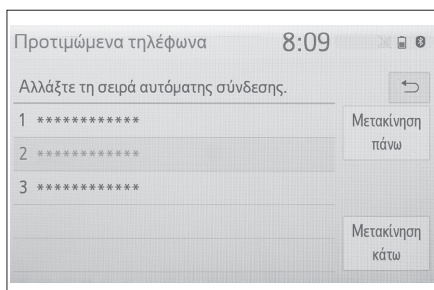 Προτιμώμενα τηλέφωνα 8:09
Αλλάξτε τη σειρά αυτόματης σύνδεσης.
1 ************
2 ************
3 ************
Μετακίνηση
πάνω
Μετακίνηση
κάτω